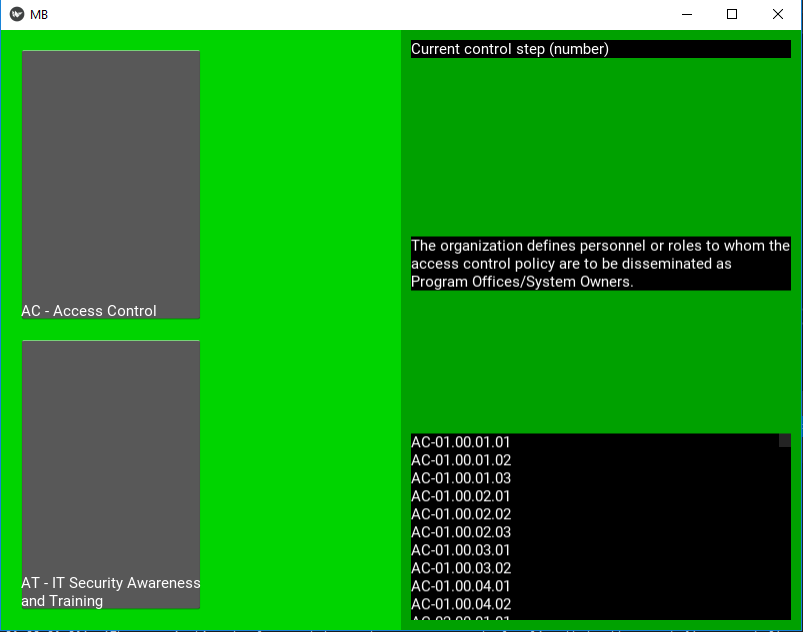 MB
AC - Access Control
AT - IT Security Awareness
and Training
Current control step (number)
The organization defines personnel or roles to whom the
access control policy are to be disseminated as
Program Offices/System Owners.
AC-01.00.01.01
AC-01.00.01.02
AC-01.00.01.03
AC-01.00.02.01
AC-01.00.02.02
AC-01.00.02.03
AC-01.00.03.01
AC-01.00.03.02
AC-01.00.04.01
AC-01.00.04.02